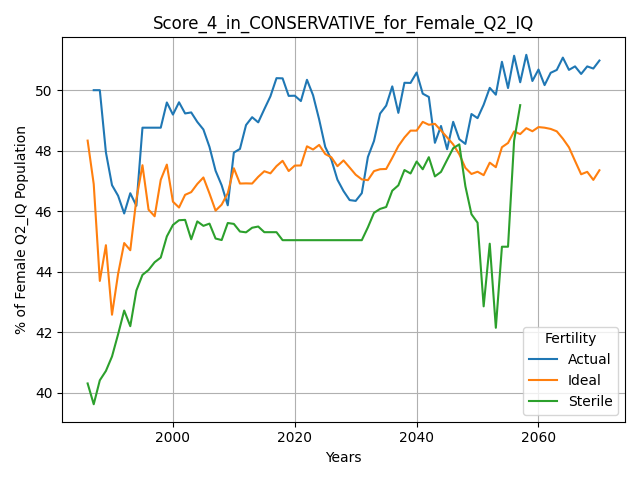 Score_4_in_CONSERVATIVE_for_Female_Q2_IQ
% of Female Q2_IQ Population
50
48
46
44
42
40
2000
2020
2040
2060
Years
Fertility
Actual
Ideal
Sterile